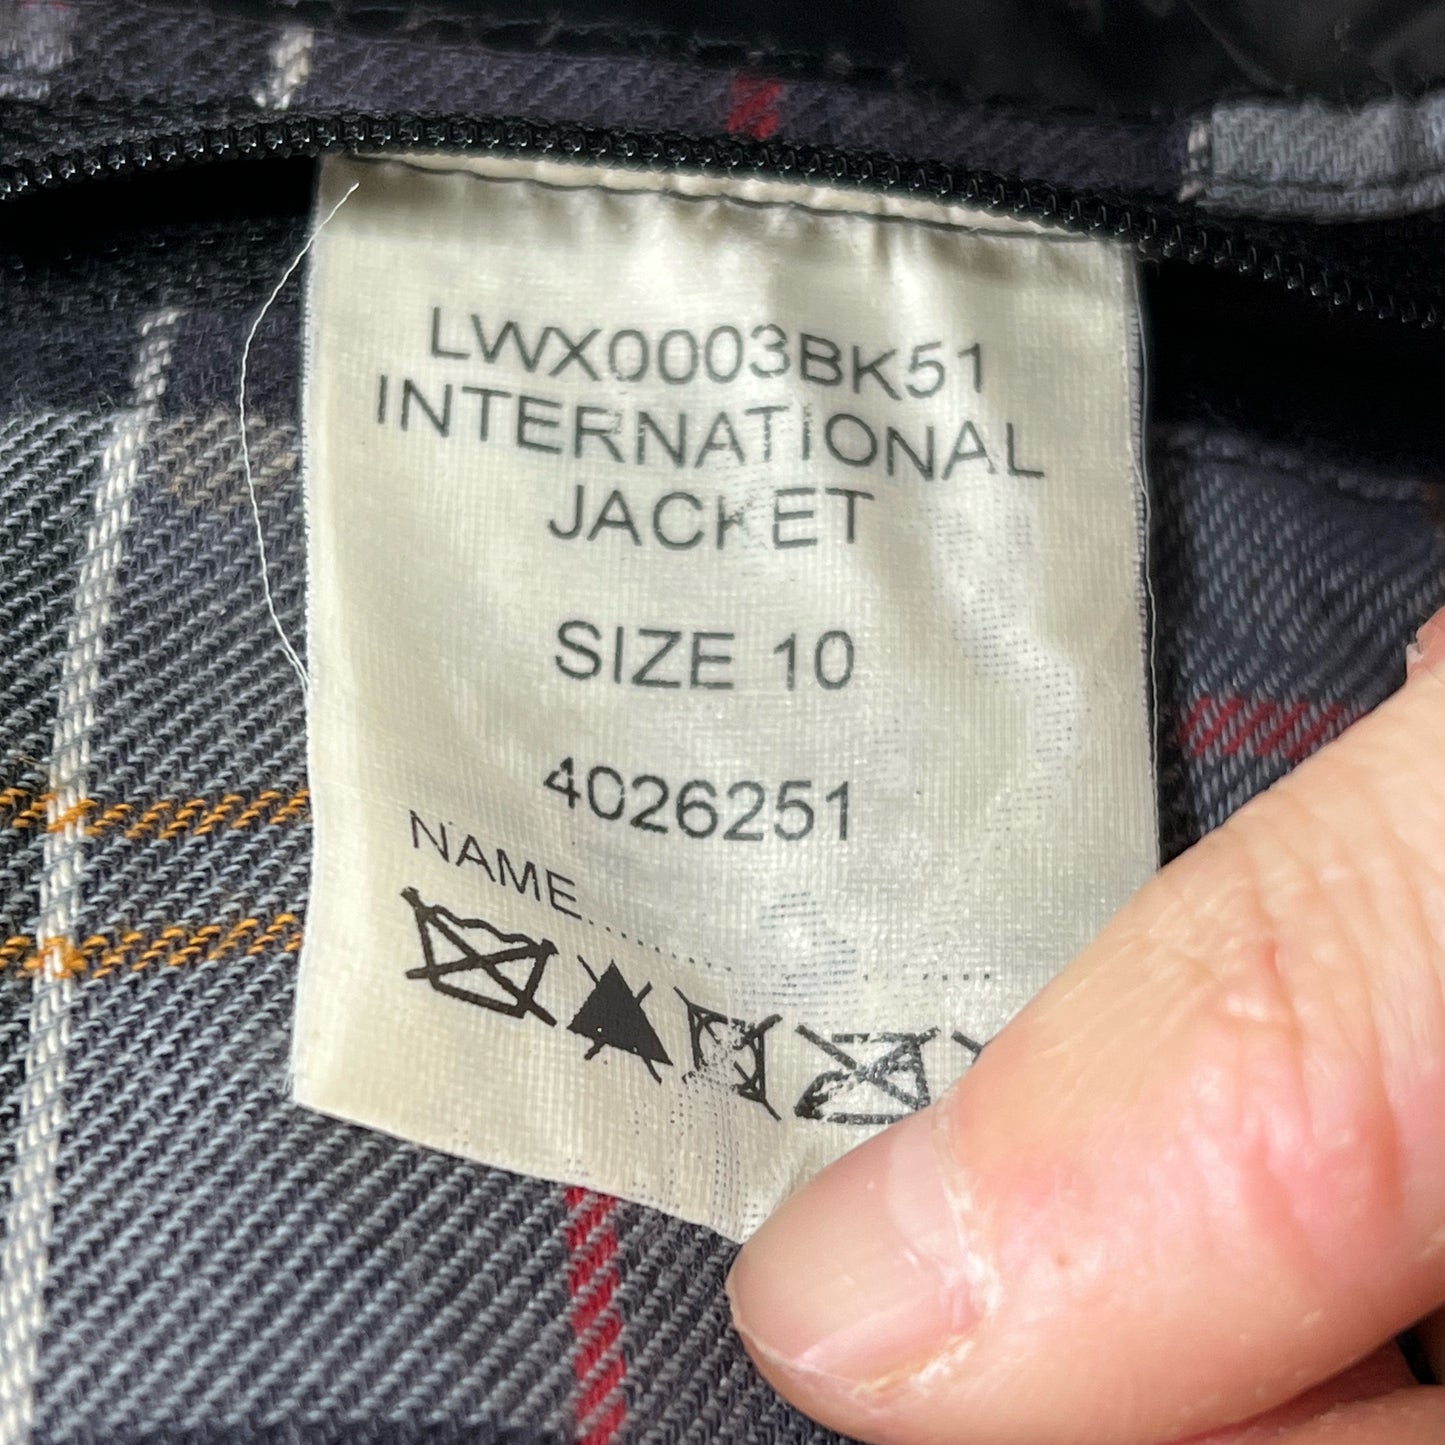 LWX0003BK51
INTERNATIONAL
JACKET
SIZE 10
4026251
NAME....................